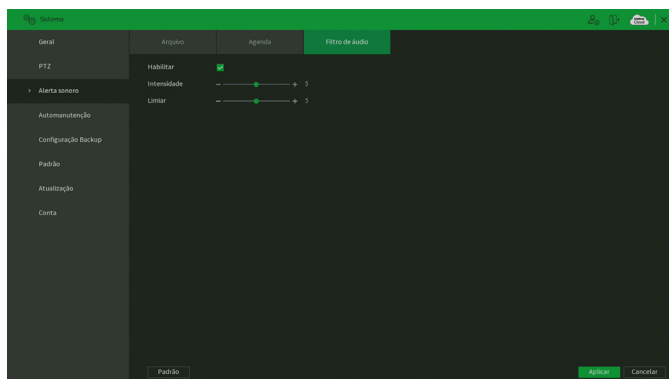 Sistema
Geral
Arquivo Agenda Filtro de áudio
PTZ
Habilitar
Intensidade 5
Alerta sonoro
Limiar 5
Automanutenção
Configuração Backup
Padrão
Atualização
Conta
Padrão Aplicar Cancelar